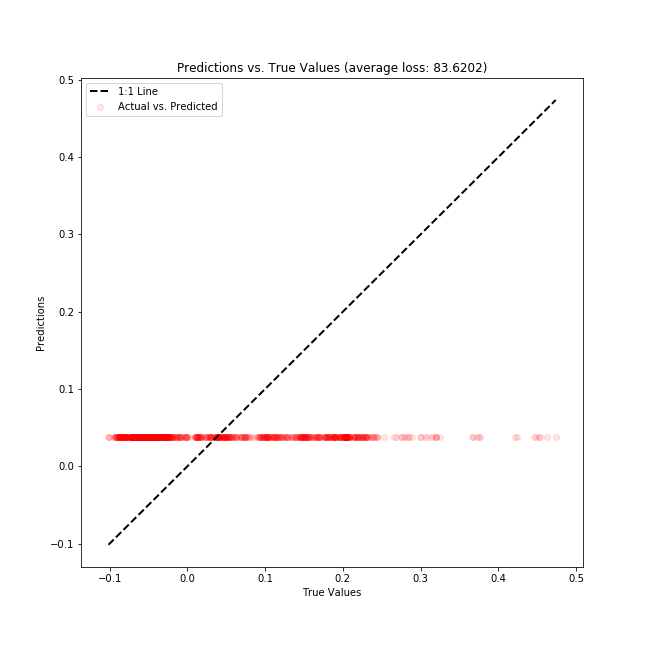 Predictions vs. True Values (average loss: 83.6202)
1:1 Line
Actual vs. Predicted
0.5
0.4
0.3
0.2
0.1
0.0
−0.1
Predictions
−0.1 0.0 0.1 0.2 0.3 0.4 0.5
True Values